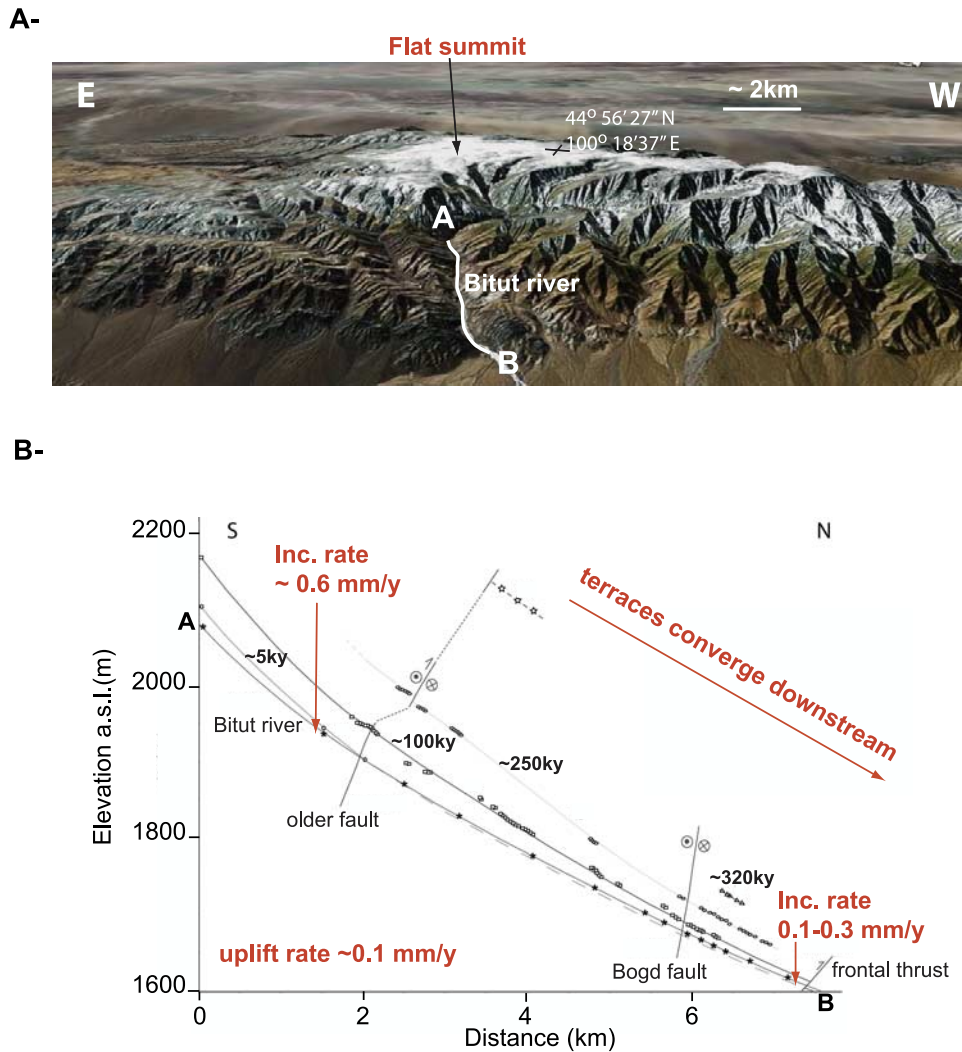 A-
Flat summit
E
~ 2km
W
44° 56' 27" N
100° 18'37" E
A
Bitut river
B
B-
2200
S
N
Inc. rate
~ 0.6 mm/y
terraces converge downstream
A
~5ky
2000
Bitut river
~100ky
~250ky
Elevation a.s.l.(m)
older fault
1800
~320ky
Inc. rate
0.1-0.3 mm/y
uplift rate ~0.1 mm/y
Bogd fault
frontal thrust
1600
B
0
2
4
6
Distance (km)